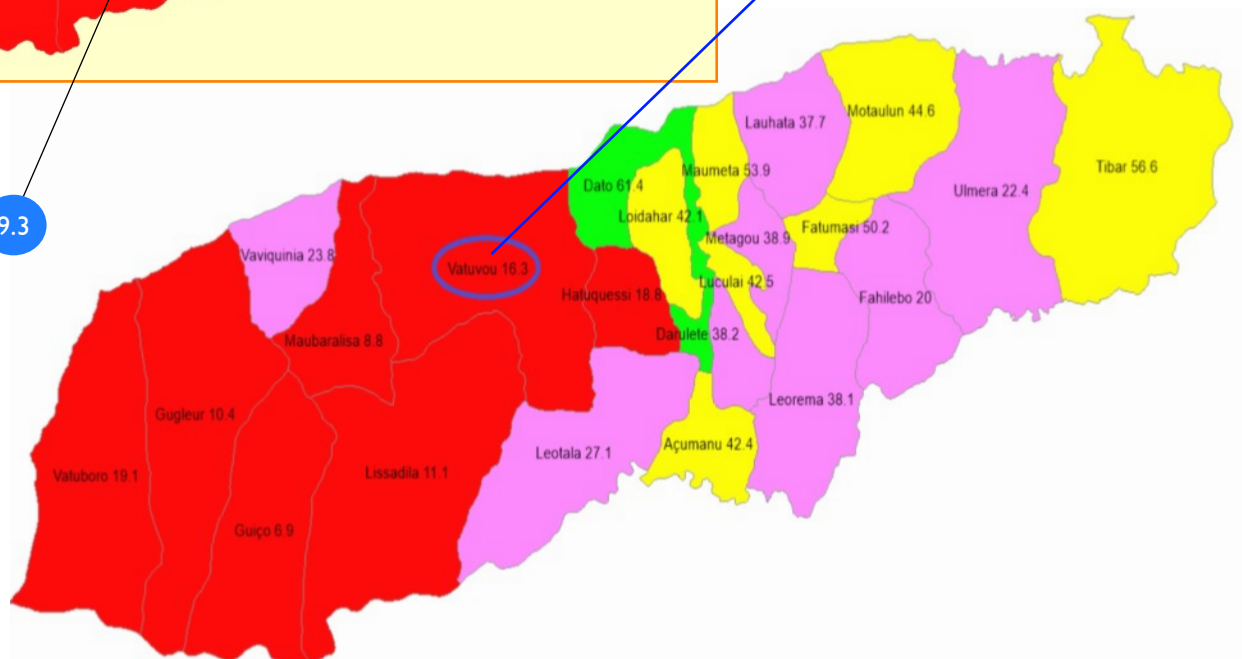 Lauhata 37.7
Motaulun 44.6
Maumeta 53.9
Tibar 56.6
Dato 61.4
Ulmera 22.4
Loidahar 42.1
9.3
Fatumasi 50.2
Metagou 38.9
Vaviquinia 23.8
Vatuvou 16.3
Luculai 42.5
Hatuquessi 18.8
Fahilebo 20
Darulete 38.2
Maubaralisa 8.8
Leorema 38.1
Gugleur 10.4
Açumanu 42.4
Leotala 27.1
Lissadila 11.1
Vatuboro 19.1
Guiço 6.9